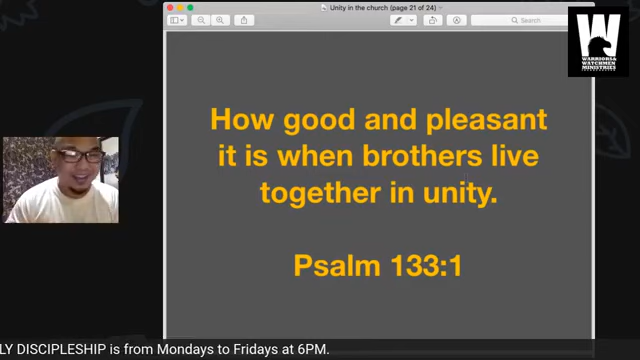 Unity in the church (page 21 of 24)
Search
WARRIORS &
WATCHMEN
MINISTRIES
How good and pleasant
it is when brothers live
together in unity.
Psalm 133:1
LY DISCIPLESHIP is from Mondays to Fridays at 6PM.